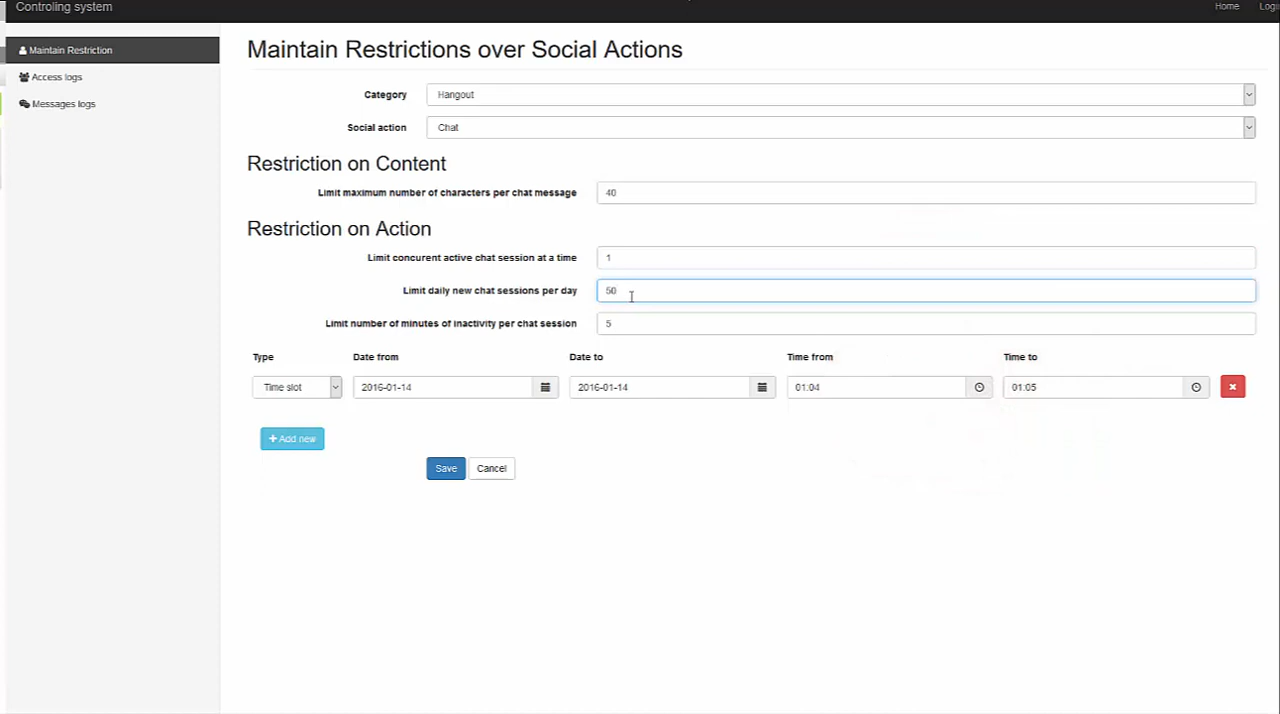 Controling system
Home Logo
Maintain Restriction
Access logs
Messages logs
Maintain Restrictions over Social Actions
Category Hangout
Social action Chat
Restriction on Content
Limit maximum number of characters per chat message 40
Restriction on Action
Limit concurent active chat session at a time 1
Limit daily new chat sessions per day 50
Limit number of minutes of inactivity per chat session 5
Type Date from Date to Time from Time to
Time slot 2016-01-14 2016-01-14 01:04 01:05
Add new
Save Cancel